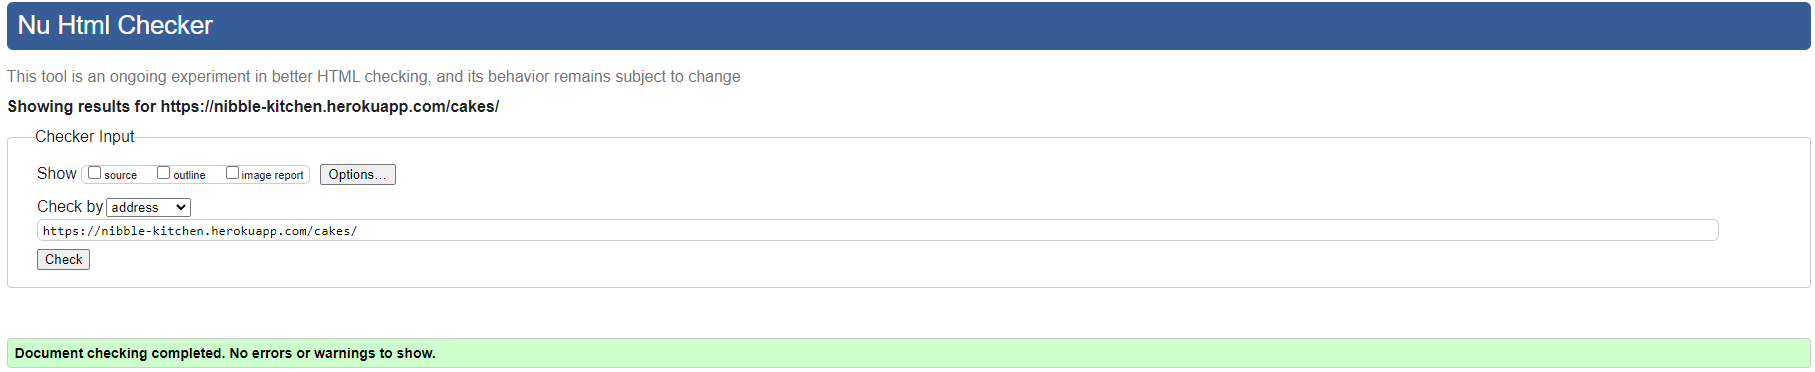 Nu Html Checker
This tool is an ongoing experiment in better HTML checking, and its behavior remains subject to change
Showing results for https://nibble-kitchen.herokuapp.com/cakes/
Checker Input
Show source outline image report Options...
Check by address
https://nibble-kitchen.herokuapp.com/cakes/
Check
Document checking completed. No errors or warnings to show.